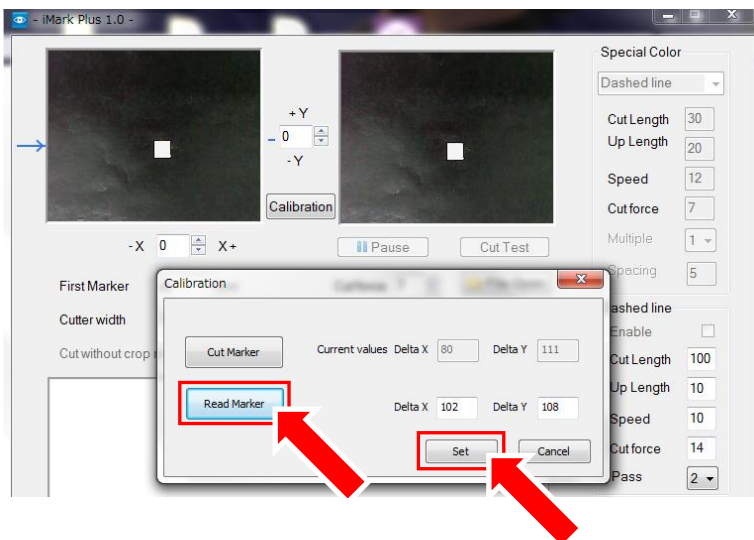 - iMark Plus 1.0 -
Special Color
Dashed line
+ Y
0
- Y
Cut Length 30
Up Length 20
Speed 12
Calibration
Cut force 7
- X 0 X +
Pause
Cut Test
Multiple 1
Spacing 5
First Marker
Calibration
Cutter width
Dashed line
Enable
Cut without crop
Cut Marker
Current values Delta X 80 Delta Y 111
Cut Length 100
Up Length 10
Read Marker
Delta X 102 Delta Y 108
Speed 10
Set
Cancel
Cut force 14
Pass 2